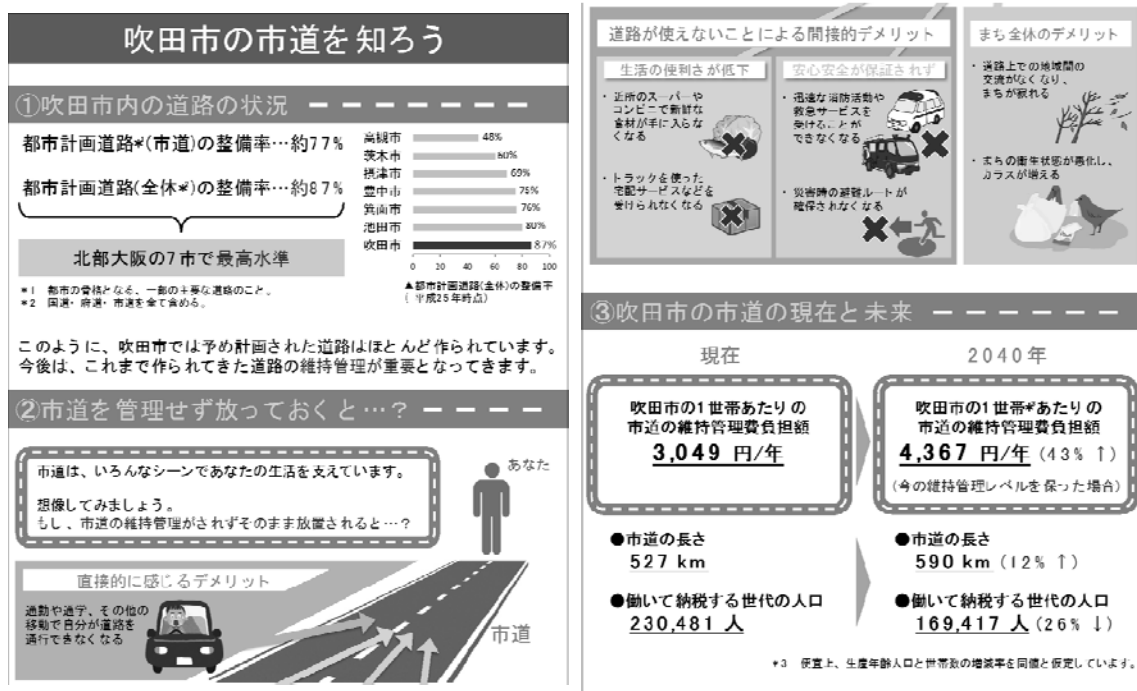 吹田市の市道を知ろう
①吹田市内の道路の状況
都市計画道路*(市道)の整備率…約77%
都市計画道路(全体*)の整備率…約87%
北部大阪の7市で最高水準
*1 都市の骨格となる、一部の主要な道路のこと。
*2 国道・府道・市道を全て含める。
高槻市 48%
茨木市 60%
摂津市 69%
豊中市 75%
箕面市 76%
池田市 80%
吹田市 87%
0 20 40 60 80 100
▲都市計画道路(全体)の整備率
(平成25年時点)
このように、吹田市では予め計画された道路はほとんど作られています。
今後は、これまで作られてきた道路の維持管理が重要となってきます。
②市道を管理せず放っておくと…?
市道は、いろんなシーンであなたの生活を支えています。
想像してみましょう。
もし、市道の維持管理がされずそのまま放置されると…?
あなた
直接的に感じるデメリット
通勤や通学、その他の
移動で自分が道路を
通行できなくなる
市道
道路が使えないことによる間接的デメリット
生活の便利さが低下
・近所のスーパーや
コンビニで新鮮な
食材が手に入らな
くなる
・トラックを使った
宅配サービスなどを
受けられなくなる
安心安全が保証されず
・迅速な消防活動や
救急サービスを
受けることが
できなくなる
・災害時の避難ルートが
確保されなくなる
まち全体のデメリット
・道路上での地域間の
交流がなくなり、
まちが寂れる
・まちの衛生状態が悪化し、
カラスが増える
③吹田市の市道の現在と未来
現在
吹田市の1世帯あたりの
市道の維持管理費負担額
3,049 円/年
●市道の長さ
527 km
●働いて納税する世代の人口
230,481 人
2040年
吹田市の1世帯*あたりの
市道の維持管理費負担額
4,367 円/年 (43% ↑)
(今の維持管理レベルを保った場合)
●市道の長さ
590 km (12% ↑)
●働いて納税する世代の人口
169,417 人 (26% ↓)
*3 便宜上、生産年齢人口と世帯数の増減率を同値と仮定しています。